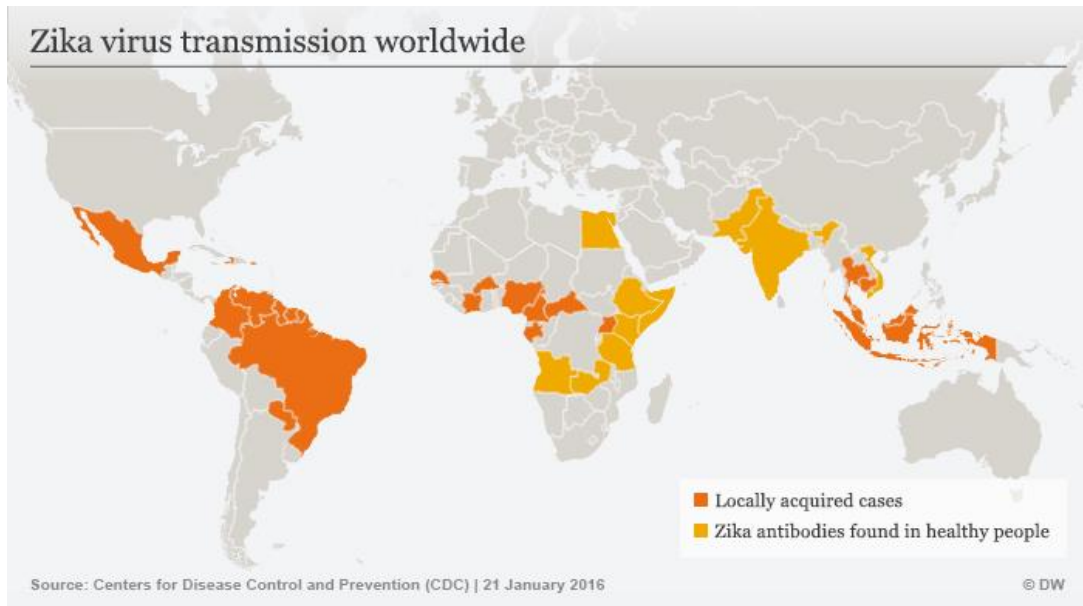 Zika virus transmission worldwide
Locally acquired cases
Zika antibodies found in healthy people
Source: Centers for Disease Control and Prevention (CDC) | 21 January 2016
© DW